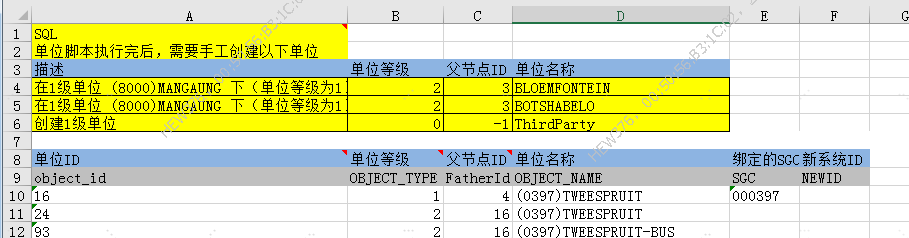 A B C D E F G
1 SQL
2 单位脚本执行完后，需要手工创建以下单位
3 描述 单位等级 父节点ID 单位名称
4 在1级单位 (8000)MANGAUNG 下（单位等级为1 2 3 BLOEMFONTEIN
5 在1级单位 (8000)MANGAUNG 下（单位等级为1 2 3 BOTSHABELO
6 创建1级单位 0 -1 ThirdParty
7
8 单位ID 单位等级 父节点ID 单位名称 绑定的SGC 新系统ID
9 object_id OBJECT_TYPE FatherId OBJECT_NAME SGC NEWID
10 16 1 4 (0397)TWEESPRUIT 000397
11 24 2 16 (0397)TWEESPRUIT
12 93 2 16 (0397)TWEESPRUIT-BUS